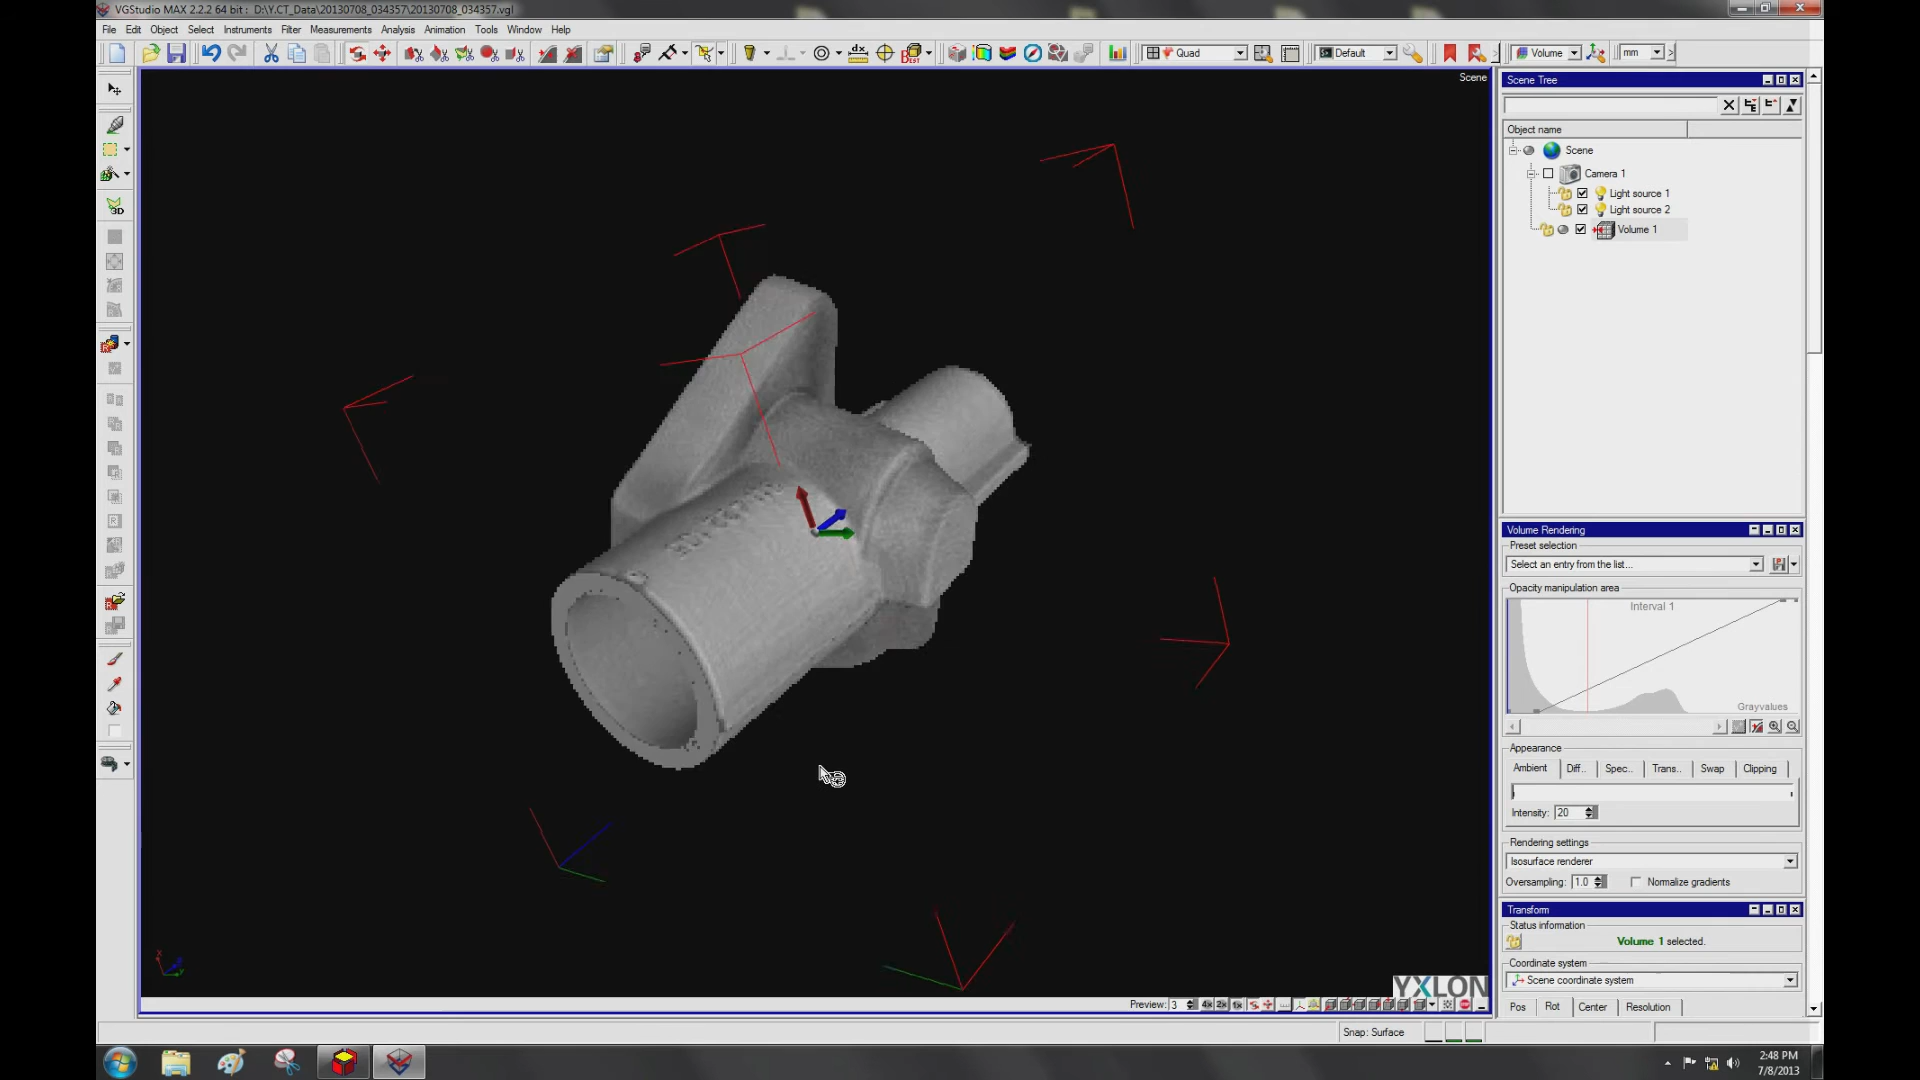 VGStudio MAX 2.2.2 64 bit : D:\Y.CT_Data\20130708_034357\20130708_034357.vgl
File Edit Object Select Instruments Filter Measurements Analysis Animation Tools Window Help
Quad Default Volume mm
Scene
Scene Tree
Object name
Scene
Camera 1
Light source 1
Light source 2
Volume 1
3D
Volume Rendering
Preset selection
Select an entry from the list...
Opacity manipulation area
Interval 1
Grayvalues
Appearance
Ambient Diff.. Spec.. Trans.. Swap Clipping
Intensity: 20
Rendering settings
Isosurface renderer
Oversampling: 1.0 Normalize gradients
Transform
Status information
Volume 1 selected.
Coordinate system
Scene coordinate system
Pos Rot Center Resolution
YXLON
Preview: 3 4x 2x 1x
Snap: Surface
2:48 PM
7/8/2013